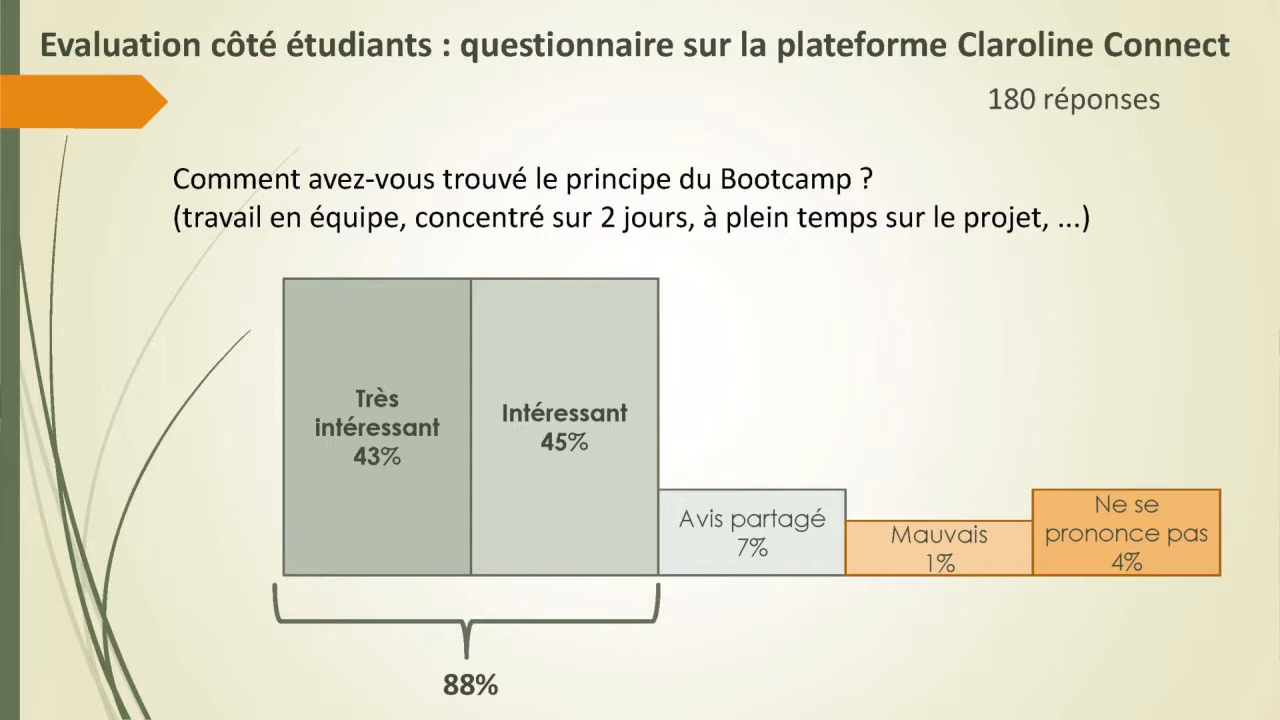 Evaluation côté étudiants : questionnaire sur la plateforme Claroline Connect
180 réponses
Comment avez-vous trouvé le principe du Bootcamp ?
(travail en équipe, concentré sur 2 jours, à plein temps sur le projet, ...)
Très
intéressant
43%
Intéressant
45%
Avis partagé
7%
Mauvais
1%
Ne se
prononce pas
4%
88%